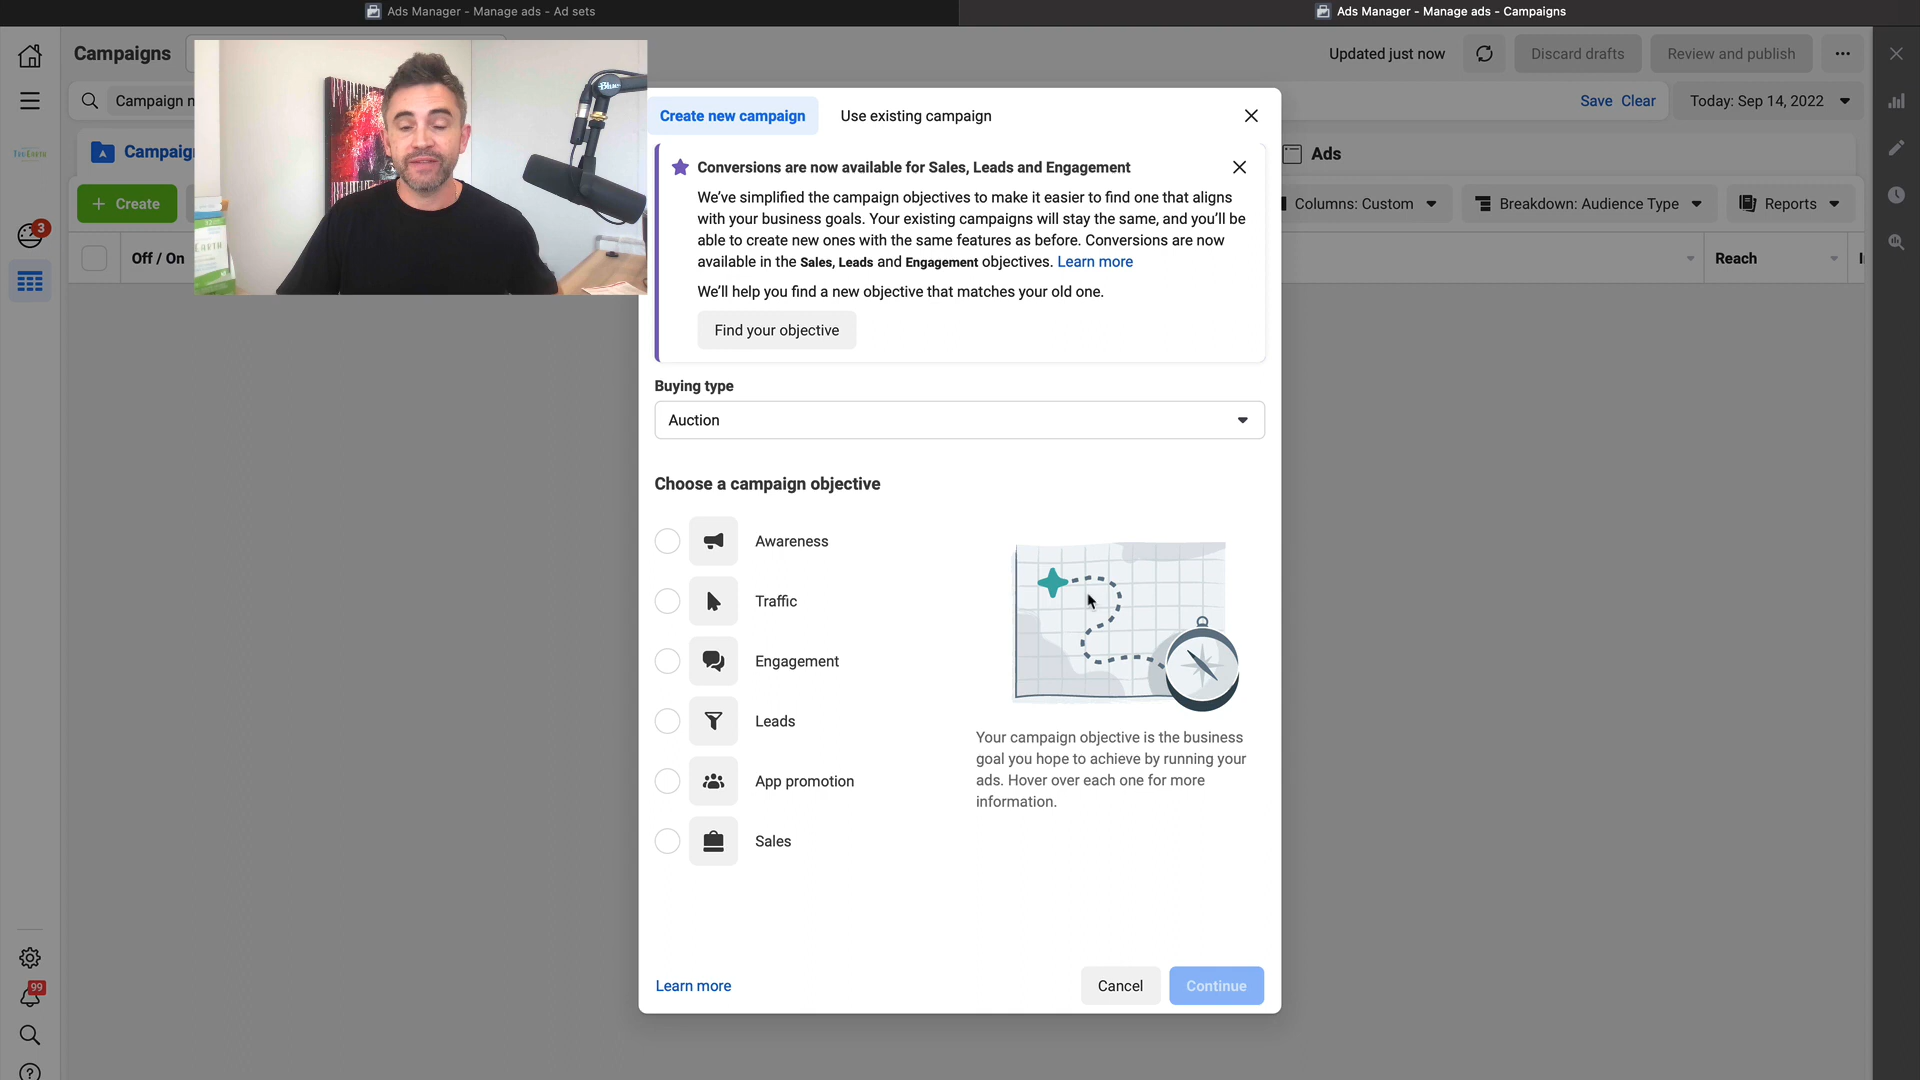 Ads Manager - Manage ads - Ad sets
Ads Manager - Manage ads - Campaigns
Campaigns
Updated just now
Discard drafts
Review and publish
Campaign n
Save Clear
Today: Sep 14, 2022
Create new campaign
Use existing campaign
Campaig
Ads
Conversions are now available for Sales, Leads and Engagement
We've simplified the campaign objectives to make it easier to find one that aligns
with your business goals. Your existing campaigns will stay the same, and you'll be
able to create new ones with the same features as before. Conversions are now
available in the Sales, Leads and Engagement objectives. Learn more
We'll help you find a new objective that matches your old one.
Find your objective
+ Create
Columns: Custom
Breakdown: Audience Type
Reports
3
Off / On
Reach
Blue
Buying type
Auction
Choose a campaign objective
Awareness
Traffic
Engagement
Leads
App promotion
Sales
Your campaign objective is the business
goal you hope to achieve by running your
ads. Hover over each one for more
information.
99
Learn more
Cancel
Continue